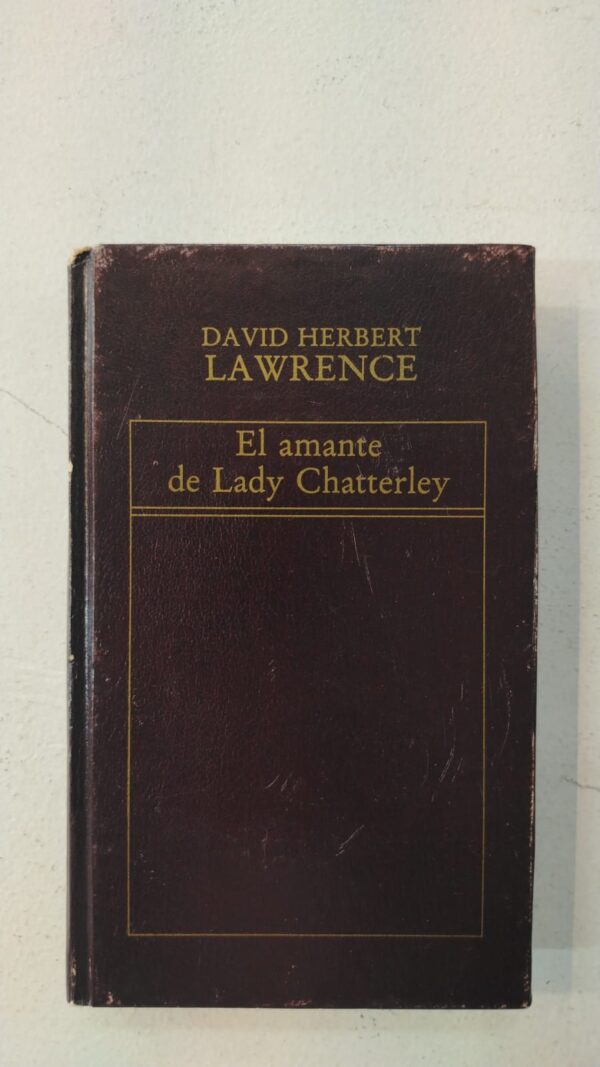 DAVID HERBERT
LAWRENCE
El amante
de Lady Chatterley